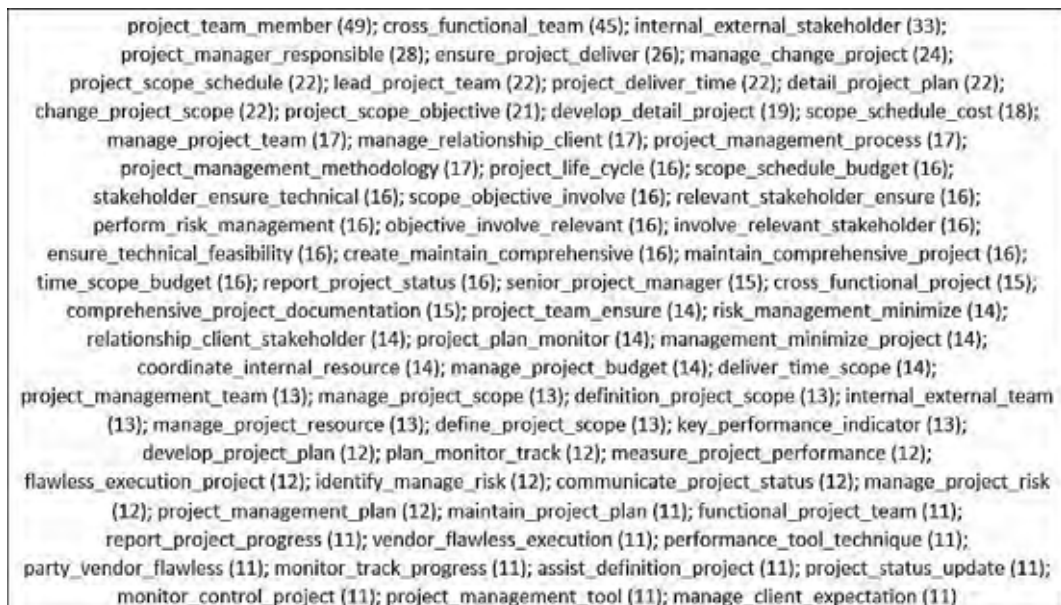 project_team_member (49); cross_functional_team (45); internal_external_stakeholder (33);
project_manager_responsible (28); ensure_project_deliver (26); manage_change_project (24);
project_scope_schedule (22); lead_project_team (22); project_deliver_time (22); detail_project_plan (22);
change_project_scope (22); project_scope_objective (21); develop_detail_project (19); scope_schedule_cost (18);
manage_project_team (17); manage_relationship_client (17); project_management_process (17);
project_management_methodology (17); project_life_cycle (16); scope_schedule_budget (16);
stakeholder_ensure_technical (16); scope_objective_involve (16); relevant_stakeholder_ensure (16);
perform_risk_management (16); objective_involve_relevant (16); involve_relevant_stakeholder (16);
ensure_technical_feasibility (16); create_maintain_comprehensive (16); maintain_comprehensive_project (16);
time_scope_budget (16); report_project_status (16); senior_project_manager (15); cross_functional_project (15);
comprehensive_project_documentation (15); project_team_ensure (14); risk_management_minimize (14);
relationship_client_stakeholder (14); project_plan_monitor (14); management_minimize_project (14);
coordinate_internal_resource (14); manage_project_budget (14); deliver_time_scope (14);
project_management_team (13); manage_project_scope (13); definition_project_scope (13); internal_external_team
(13); manage_project_resource (13); define_project_scope (13); key_performance_indicator (13);
develop_project_plan (12); plan_monitor_track (12); measure_project_performance (12);
flawless_execution_project (12); identify_manage_risk (12); communicate_project_status (12); manage_project_risk
(12); project_management_plan (12); maintain_project_plan (11); functional_project_team (11);
report_project_progress (11); vendor_flawless_execution (11); performance_tool_technique (11);
party_vendor_flawless (11); monitor_track_progress (11); assist_definition_project (11); project_status_update (11);
monitor_control_project (11); project_management_tool (11); manage_client_expectation (11)